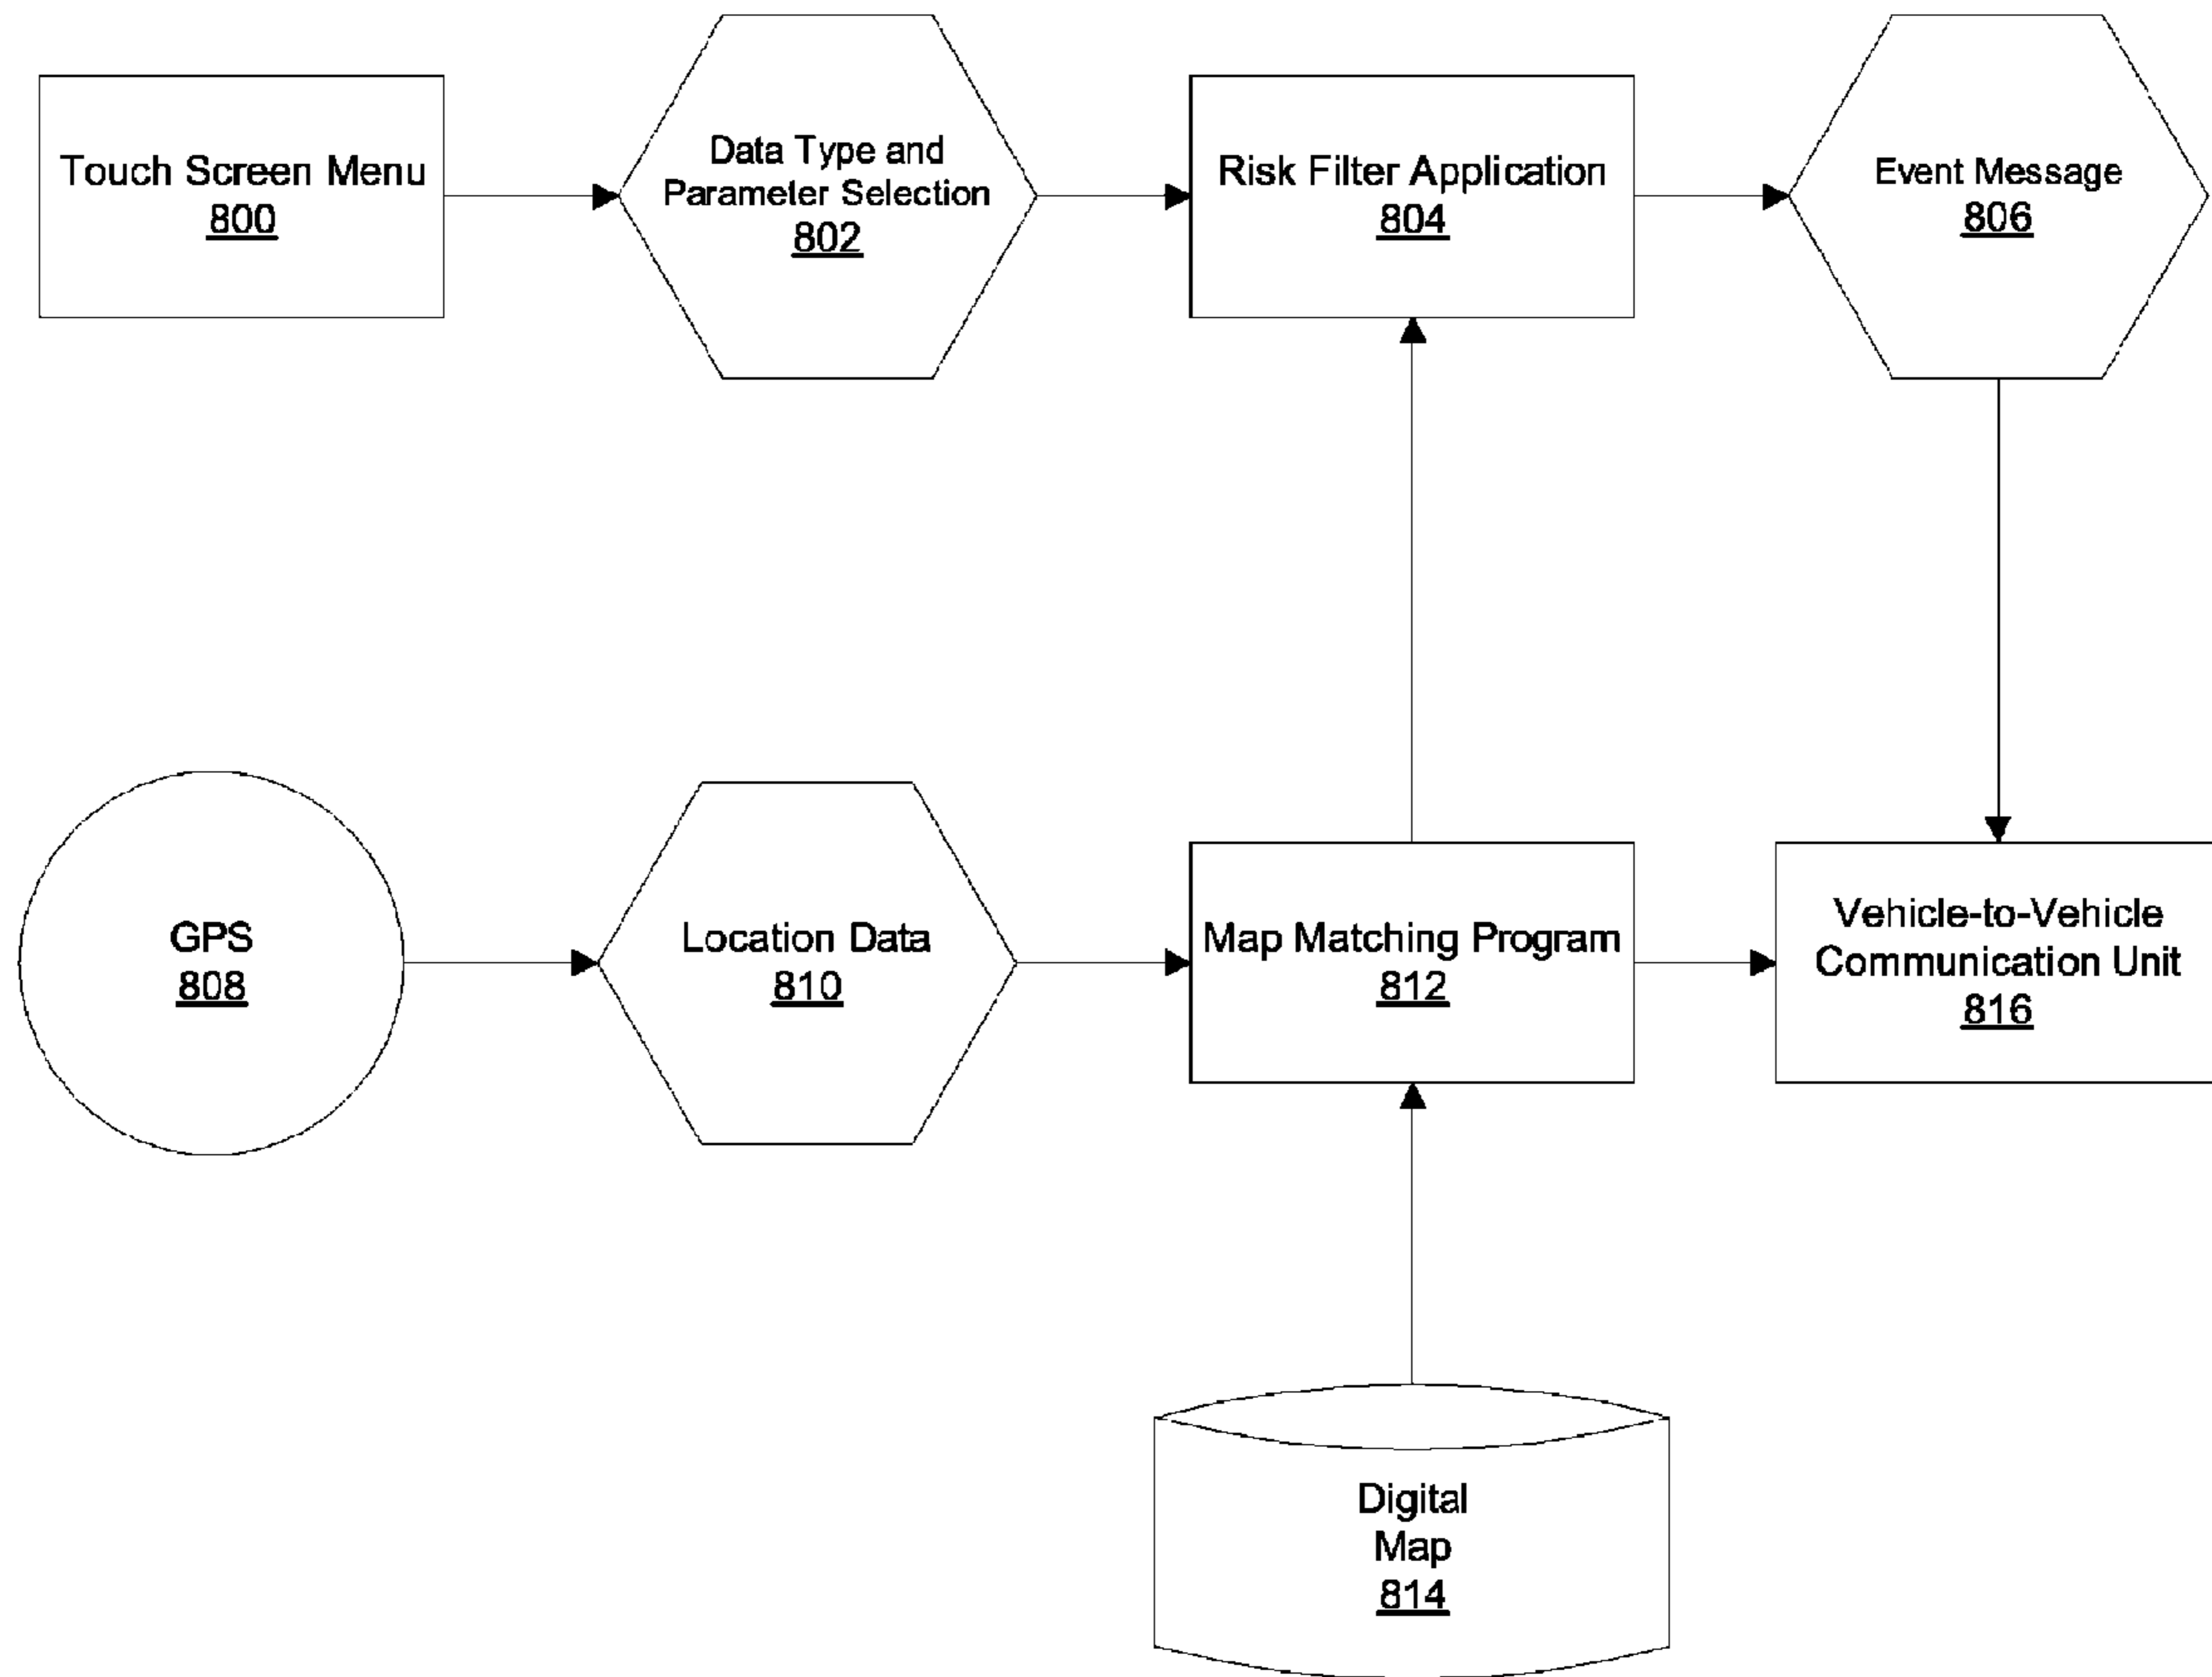 Touch Screen Menu
800
Data Type and
Parameter Selection
802
Risk Filter Application
804
Event Message
806
GPS
808
Location Data
810
Map Matching Program
812
Vehicle-to-Vehicle
Communication Unit
816
Digital
Map
814